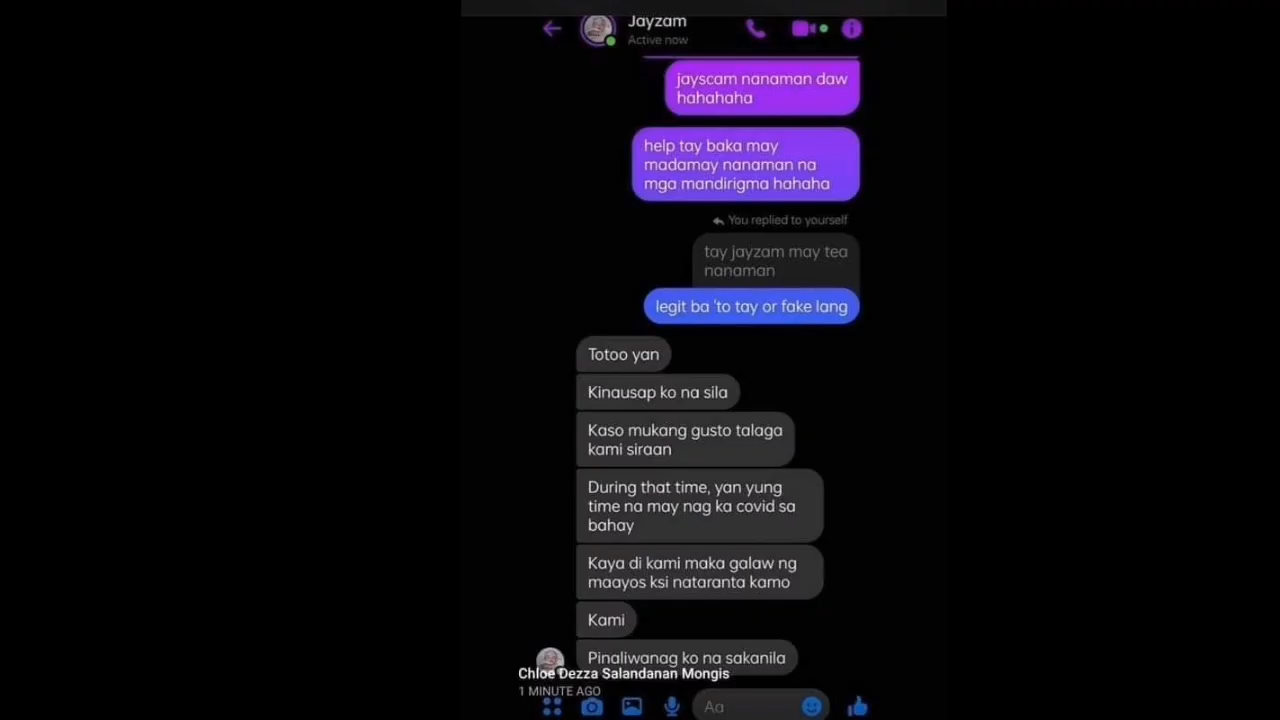 Jayzam
Active now
jayscam nanaman daw
hahahaha
help tay baka may
madamay nanaman na
mga mandirigma hahaha
You replied to yourself
tay jayzam may tea
nanaman
legit ba 'to tay or fake lang
Totoo yan
Kinausap ko na sila
Kaso mukang gusto talaga
kami siraan
During that time, yan yung
time na may nag ka covid sa
bahay
Kaya di kami maka galaw ng
maayos ksi nataranta kamo
Kami
Pinaliwanag ko na sakanila
Chloe Dezza Salandanan Mongis
1 MINUTE AGO
Aa